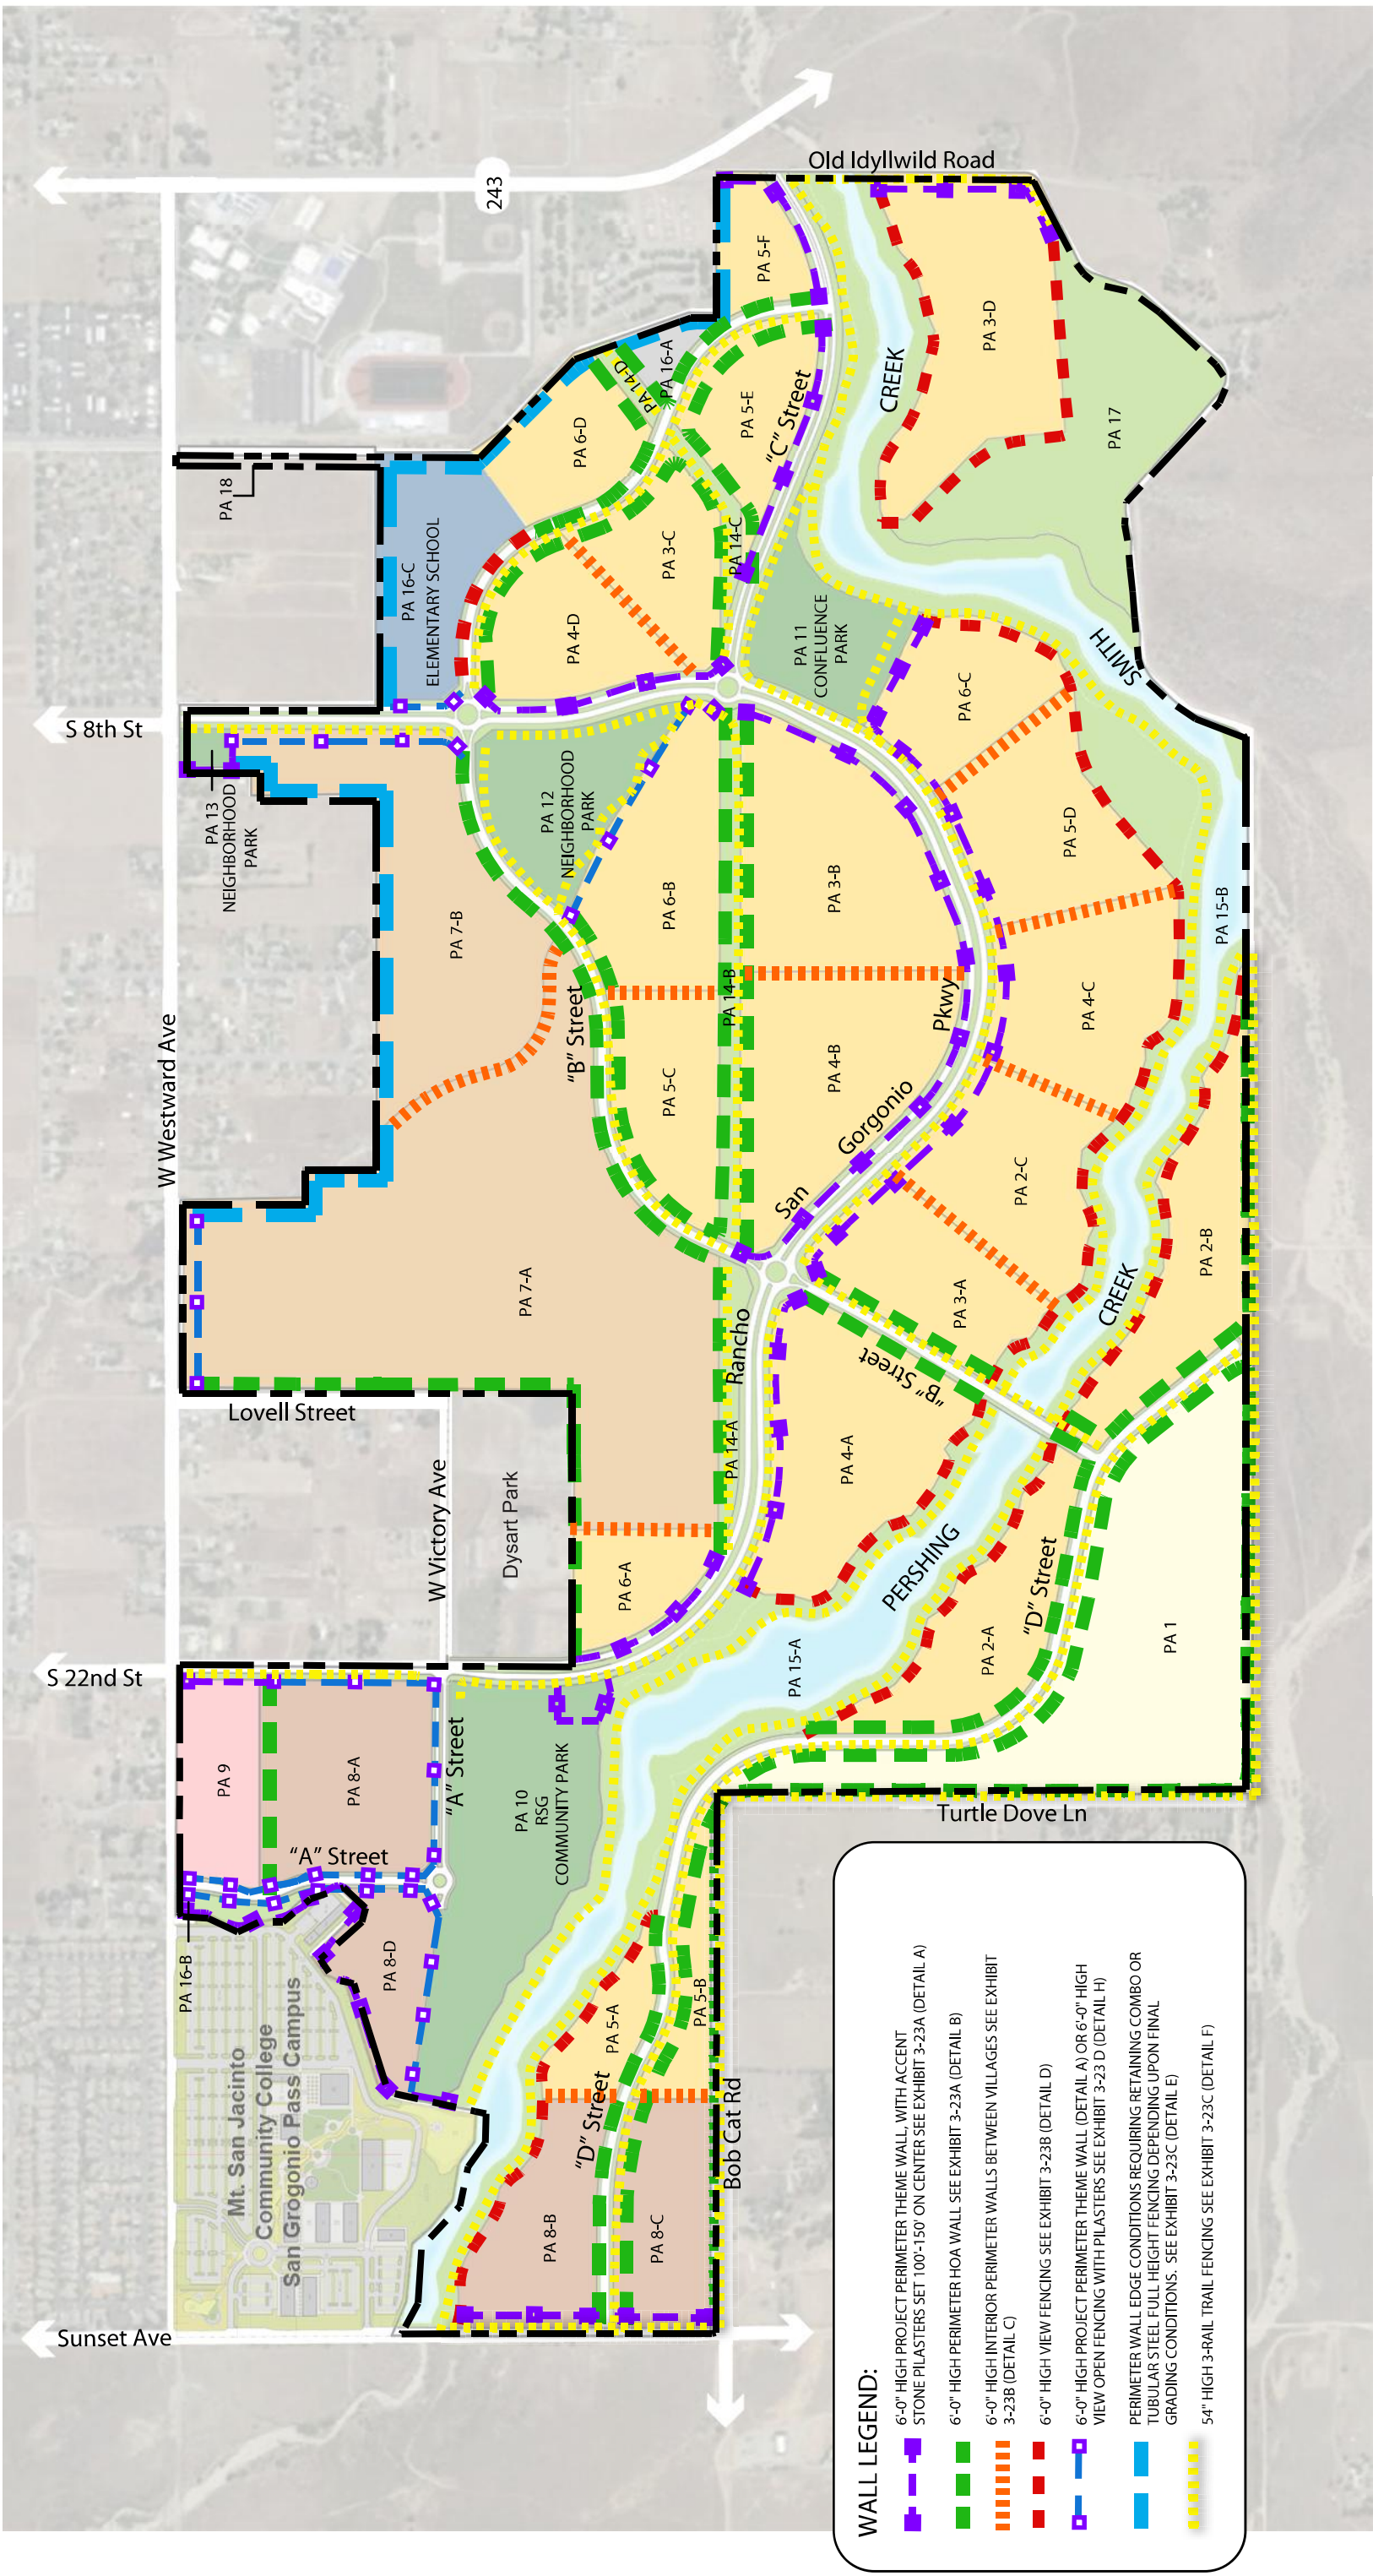 Old Idyllwild Road
243
PA 5-F
PA 3-D
CREEK
PA 16-A
PA 14-D
PA 5-E
"C" Street
PA 17
PA 6-D
PA 18
PA 16-C
ELEMENTARY SCHOOL
PA 3-C
PA 14-C
PA 4-D
PA 11
CONFLUENCE
PARK
SMITH
PA 6-C
S 8th St
PA 13
NEIGHBORHOOD
PARK
PA 12
NEIGHBORHOOD
PARK
PA 5-D
PA 7-B
PA 6-B
PA 3-B
PA 15-B
PA 14-B
Pkwy
PA 4-C
"B" Street
W Westward Ave
PA 5-C
PA 4-B
Gorgonio
San
PA 2-C
PA 2-B
PA 7-A
PA 3-A
CREEK
Rancho
"B" Street
Lovell Street
PA 14-A
PA 4-A
W Victory Ave
Dysart Park
PA 6-A
PERSHING
"D" Street
PA 1
S 22nd St
PA 15-A
PA 2-A
PA 9
PA 8-A
"A" Street
"A" Street
PA 10
RSG
COMMUNITY PARK
Turtle Dove Ln
PA 16-B
PA 8-D
PA 5-B
PA 5-A
Mt. San Jacinto
Community College
San Grogonio Pass Campus
"D" Street
Bob Cat Rd
PA 8-B
PA 8-C
Sunset Ave
WALL LEGEND:
6'-0" HIGH PROJECT PERIMETER THEME WALL, WITH ACCENT
STONE PILASTERS SET 100'-150' ON CENTER SEE EXHIBIT 3-23A (DETAIL A)
6'-0" HIGH PERIMETER HOA WALL SEE EXHIBIT 3-23A (DETAIL B)
6'-0" HIGH INTERIOR PERIMETER WALLS BETWEEN VILLAGES SEE EXHIBIT
3-23B (DETAIL C)
6'-0" HIGH VIEW FENCING SEE EXHIBIT 3-23B (DETAIL D)
6'-0" HIGH PROJECT PERIMETER THEME WALL (DETAIL A) OR 6'-0" HIGH
VIEW OPEN FENCING WITH PILASTERS SEE EXHIBIT 3-23 D (DETAIL H)
PERIMETER WALL EDGE CONDITIONS REQUIRING RETAINING COMBO OR
TUBULAR STEEL FULL HEIGHT FENCING DEPENDING UPON FINAL
GRADING CONDITIONS. SEE EXHIBIT 3-23C (DETAIL E)
54" HIGH 3-RAIL TRAIL FENCING SEE EXHIBIT 3-23C (DETAIL F)